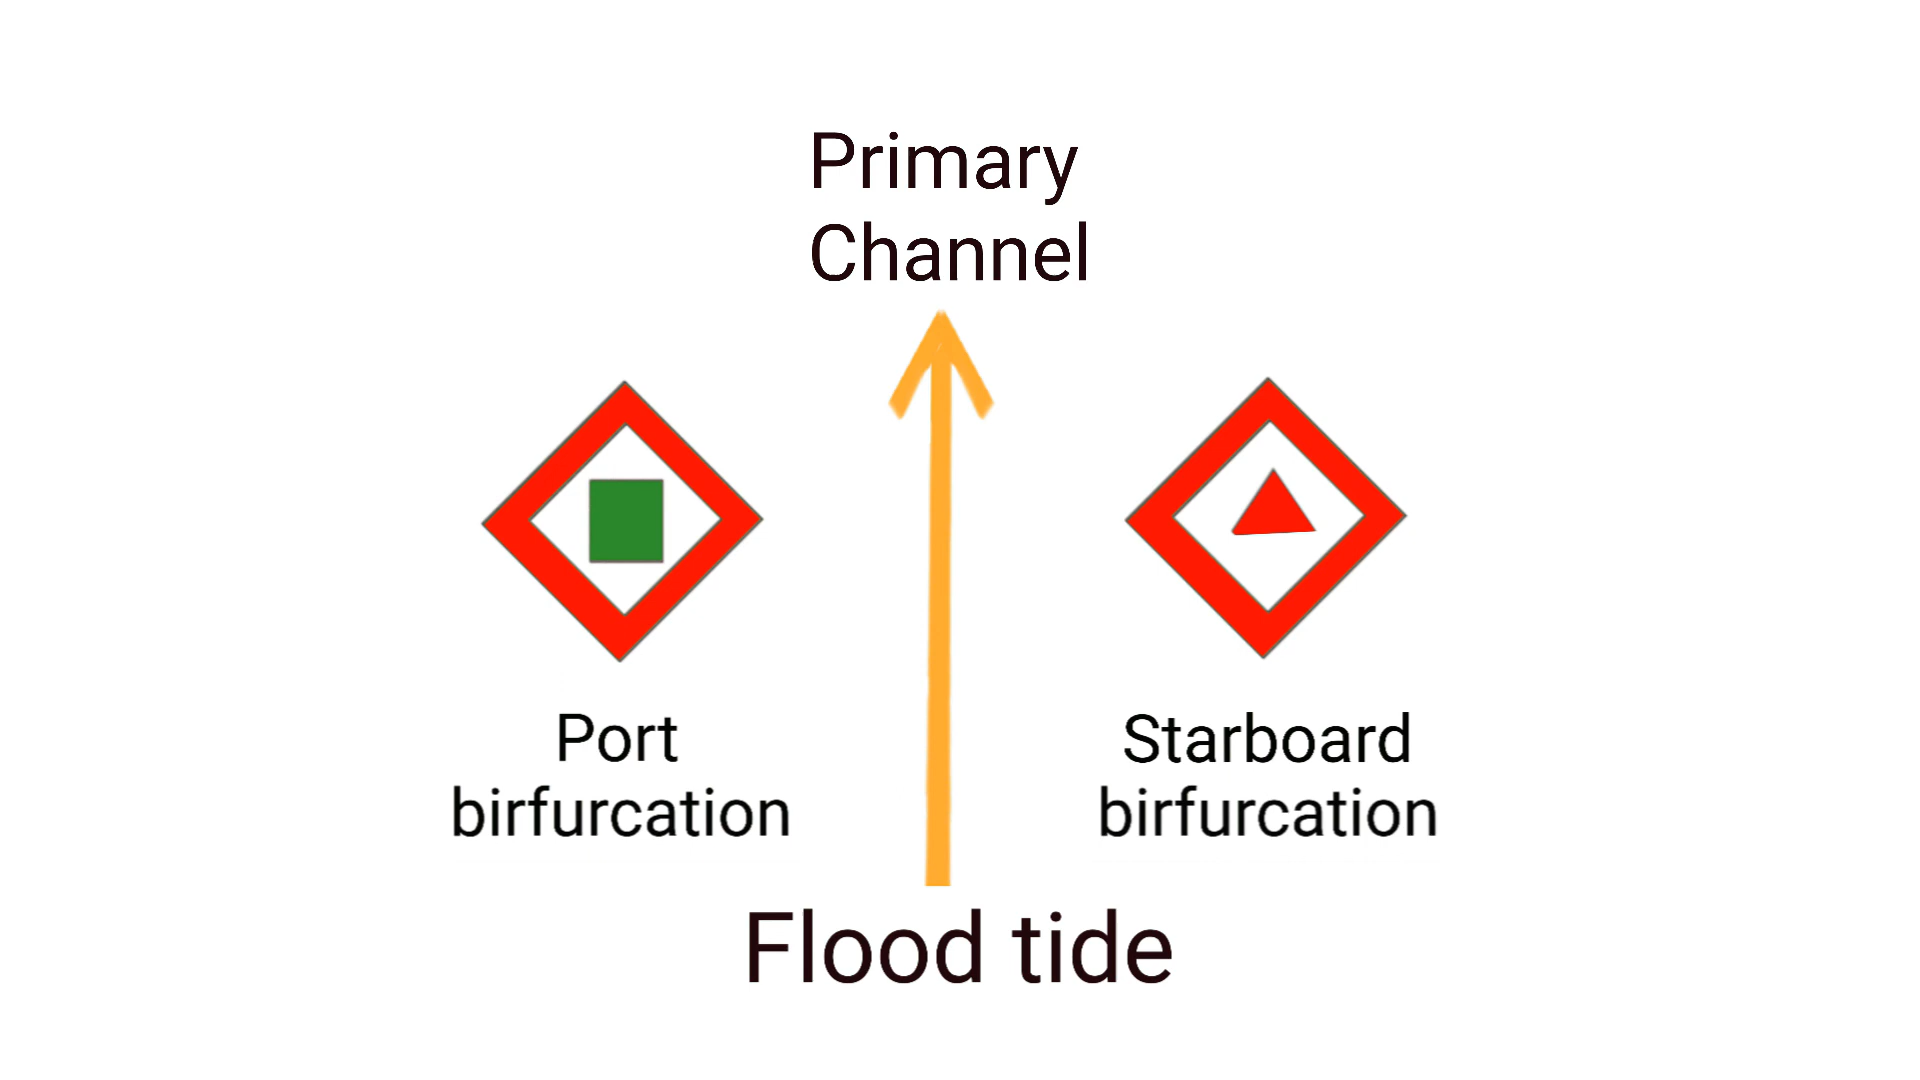 Primary
Channel
Port
birfurcation
Starboard
birfurcation
Flood tide